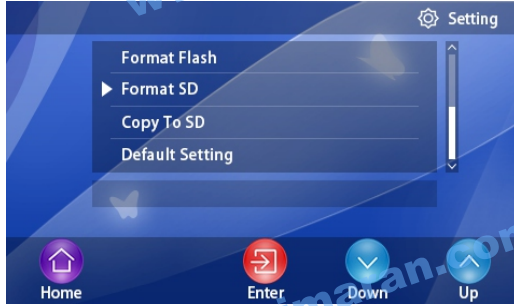 Setting
Format Flash
Format SD
Copy To SD
Default Setting
Home
Enter
Down
Up